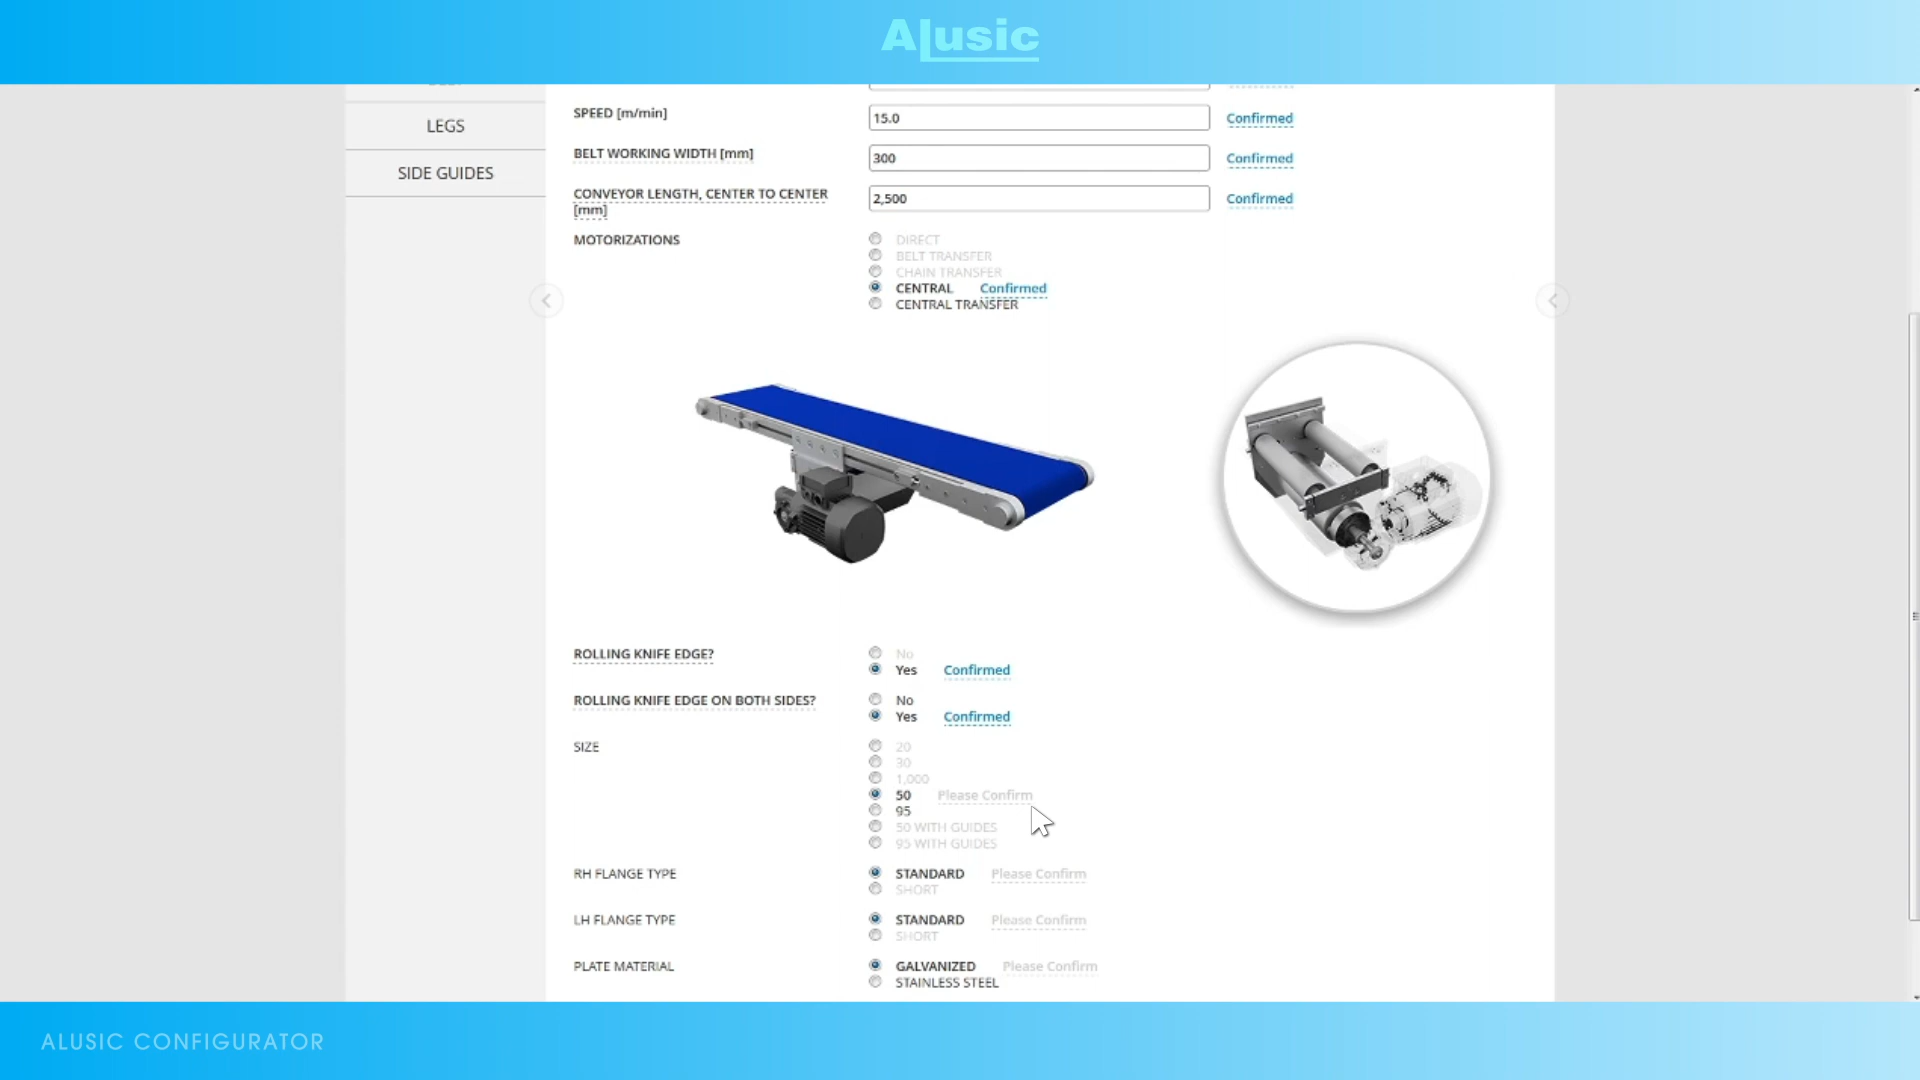 Alusic
LEGS
SIDE GUIDES
SPEED [m/min]
15.0
Confirmed
BELT WORKING WIDTH [mm]
300
Confirmed
CONVEYOR LENGTH, CENTER TO CENTER
[mm]
2,500
Confirmed
MOTORIZATIONS
DIRECT
BELT TRANSFER
CHAIN TRANSFER
CENTRAL Confirmed
CENTRAL TRANSFER
ROLLING KNIFE EDGE?
No
Yes Confirmed
ROLLING KNIFE EDGE ON BOTH SIDES?
No
Yes Confirmed
SIZE
20
30
1,000
50 Please Confirm
95
50 WITH GUIDES
95 WITH GUIDES
RH FLANGE TYPE
STANDARD Please Confirm
SHORT
LH FLANGE TYPE
STANDARD Please Confirm
SHORT
PLATE MATERIAL
GALVANIZED Please Confirm
STAINLESS STEEL
ALUSIC CONFIGURATOR